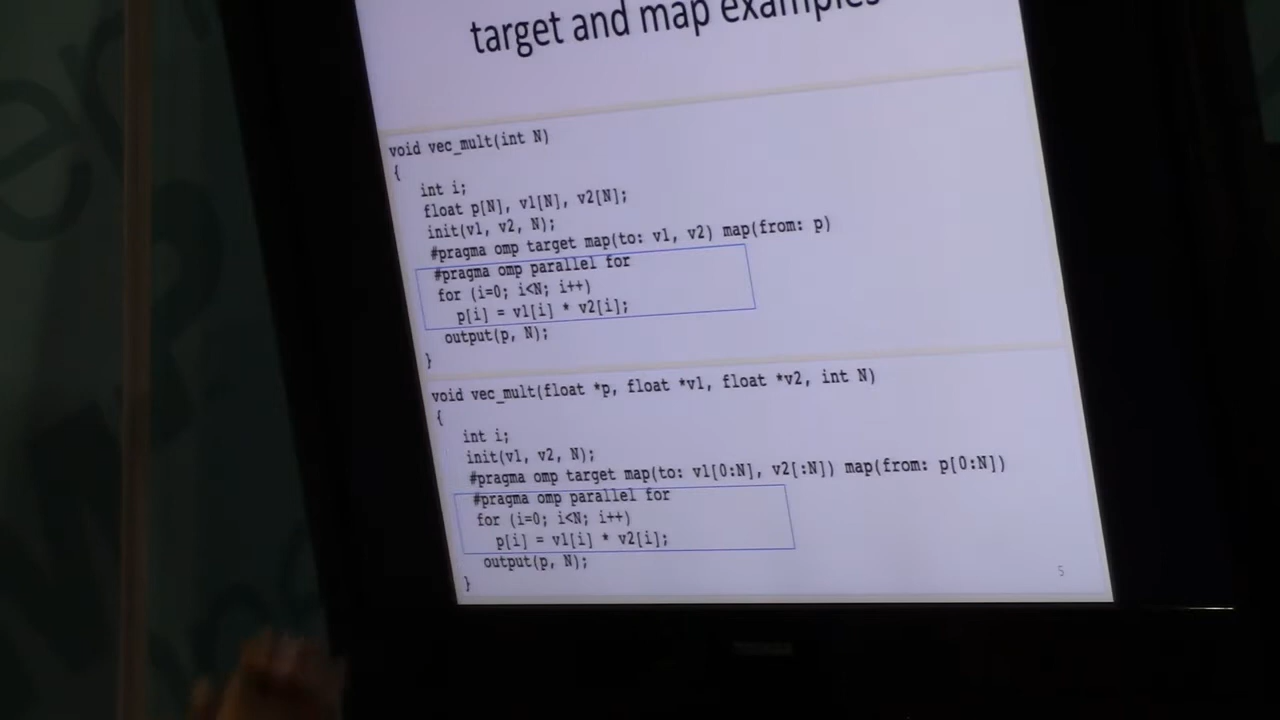 target and map examples
void vec_mult(int N)
{
int i;
float p[N], v1[N], v2[N];
init(v1, v2, N);
#pragma omp target map(to: v1, v2) map(from: p)
#pragma omp parallel for
for (i=0; i<N; i++)
p[i] = v1[i] * v2[i];
output(p, N);
}
void vec_mult(float *p, float *v1, float *v2, int N)
{
int i;
init(v1, v2, N);
#pragma omp target map(to: v1[0:N], v2[:N]) map(from: p[0:N])
#pragma omp parallel for
for (i=0; i<N; i++)
p[i] = v1[i] * v2[i];
output(p, N);
}
5